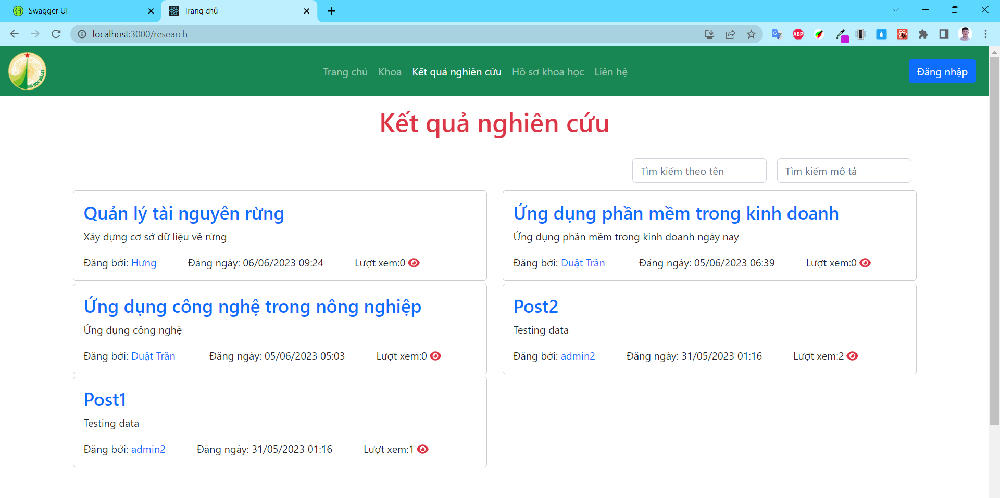 Swagger UI
Trang chủ
localhost:3000/research
ĐẠI HỌC ĐÀ LẠT
Trang chủ Khoa Kết quả nghiên cứu Hồ sơ khoa học Liên hệ
Đăng nhập
Kết quả nghiên cứu
Tìm kiếm theo tên
Tìm kiếm mô tả
Quản lý tài nguyên rừng
Xây dựng cơ sở dữ liệu về rừng
Đăng bởi: Hưng Đăng ngày: 06/06/2023 09:24 Lượt xem:0
Ứng dụng phần mềm trong kinh doanh
Ứng dụng phần mềm trong kinh doanh ngày nay
Đăng bởi: Duật Trần Đăng ngày: 05/06/2023 06:39 Lượt xem:0
Ứng dụng công nghệ trong nông nghiệp
Ứng dụng công nghệ
Đăng bởi: Duật Trần Đăng ngày: 05/06/2023 05:03 Lượt xem:0
Post2
Testing data
Đăng bởi: admin2 Đăng ngày: 31/05/2023 01:16 Lượt xem:2
Post1
Testing data
Đăng bởi: admin2 Đăng ngày: 31/05/2023 01:16 Lượt xem:1
ABP